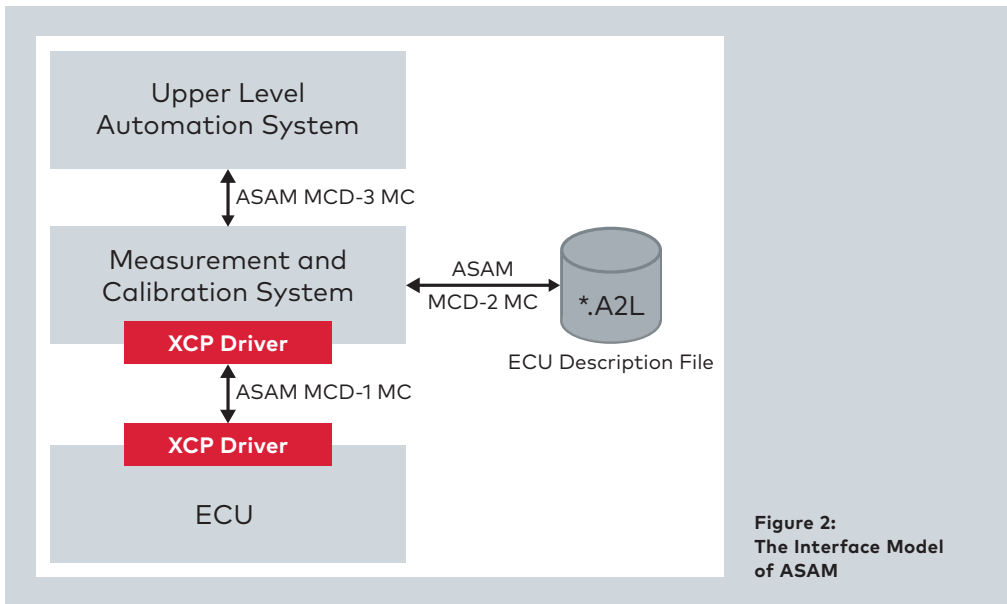 Upper Level
Automation System
ASAM MCD-3 MC
Measurement and
Calibration System
ASAM
MCD-2 MC
*.A2L
ECU Description File
XCP Driver
ASAM MCD-1 MC
XCP Driver
ECU
Figure 2:
The Interface Model
of ASAM